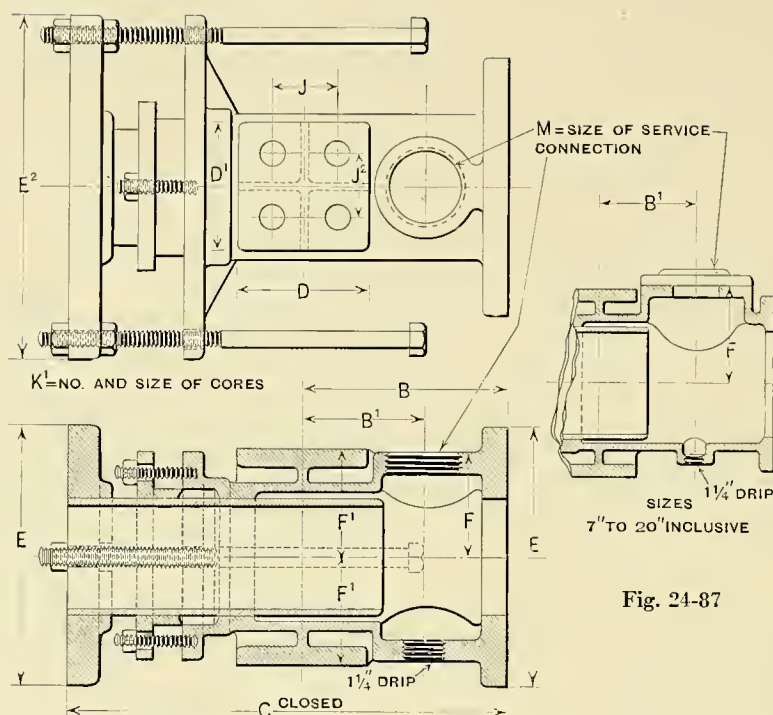 J
M=SIZE OF SERVICE
CONNECTION
E²
D¹
J²
D
B¹
F
K¹=NO. AND SIZE OF CORES
B
B¹
1¼" DRIP
SIZES
7" TO 20" INCLUSIVE
E
F¹
F
E
F¹
Fig. 24-87
1¼" DRIP
C CLOSED